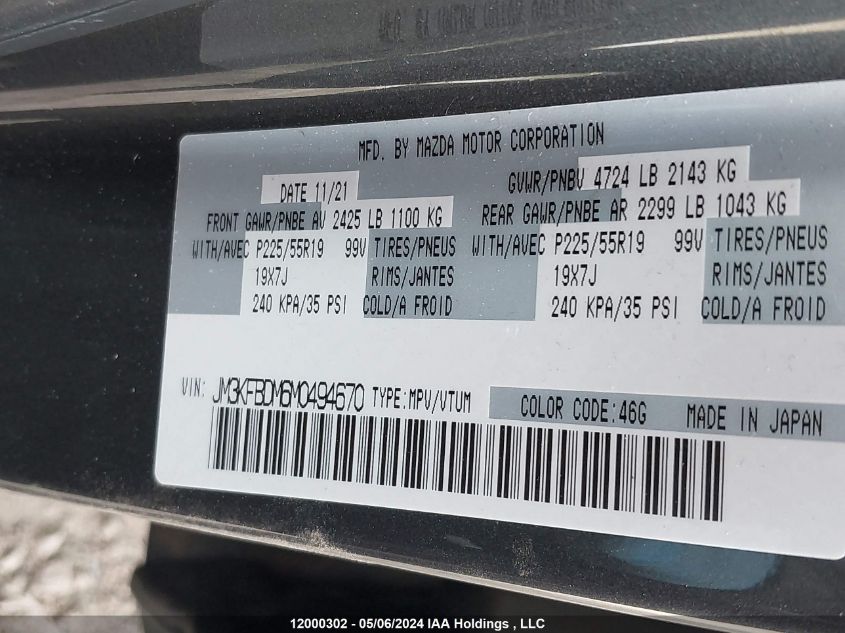 MFD. BY MAZDA MOTOR CORPORATION
DATE 11/21 GVWR/PNBV 4724 LB 2143 KG
FRONT GAWR/PNBE AV 2425 LB 1100 KG REAR GAWR/PNBE AR 2299 LB 1043 KG
WITH/AVEC P225/55R19 99V TIRES/PNEUS WITH/AVEC P225/55R19 99V TIRES/PNEUS
19X7J RIMS/JANTES 19X7J RIMS/JANTES
240 KPA/35 PSI COLD/A FROID 240 KPA/35 PSI COLD/A FROID
VIN: JM3KFBDM6M0494670 TYPE:MPV/VTUM COLOR CODE:46G MADE IN JAPAN
12000302 - 05/06/2024 IAA Holdings , LLC